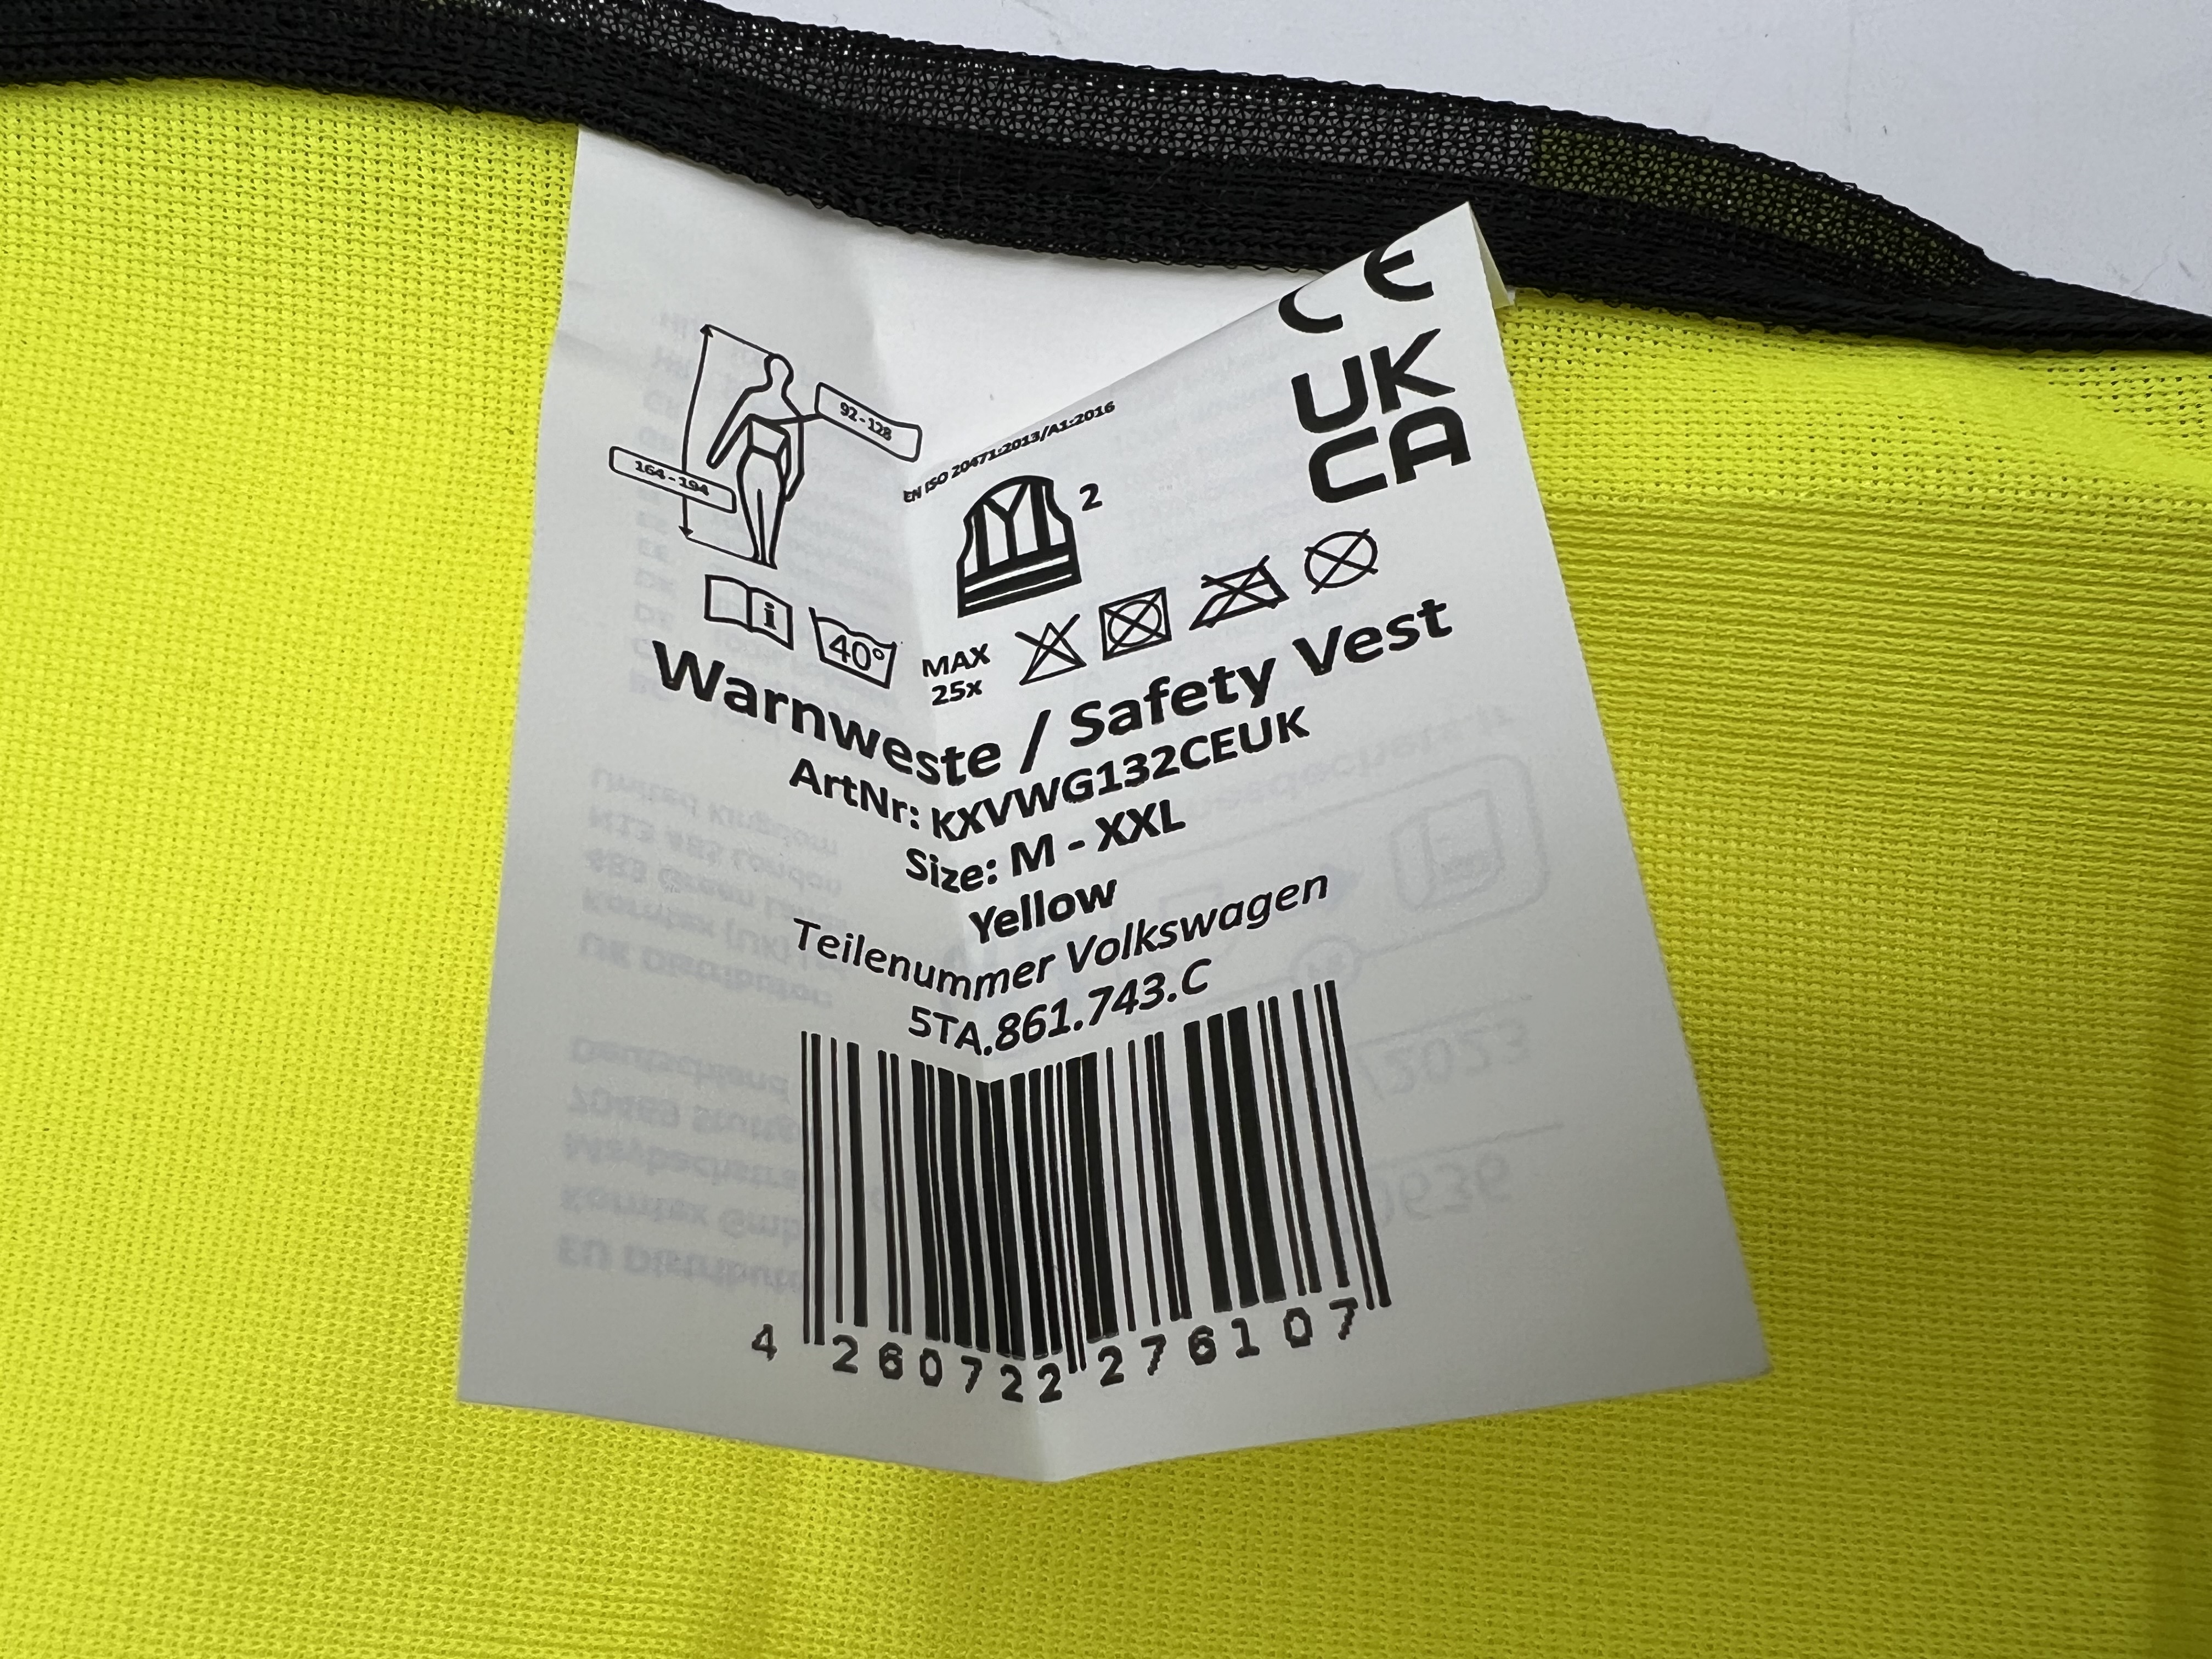 CE
UK
CA
92 - 128
164 - 194
EN ISO 20471:2013/A1:2016
2
i
40°
MAX
25x
Warnweste / Safety Vest
ArtNr: KXVWG132CEUK
Size: M - XXL
Yellow
Teilenummer Volkswagen
5TA.861.743.C
4 260722 276107